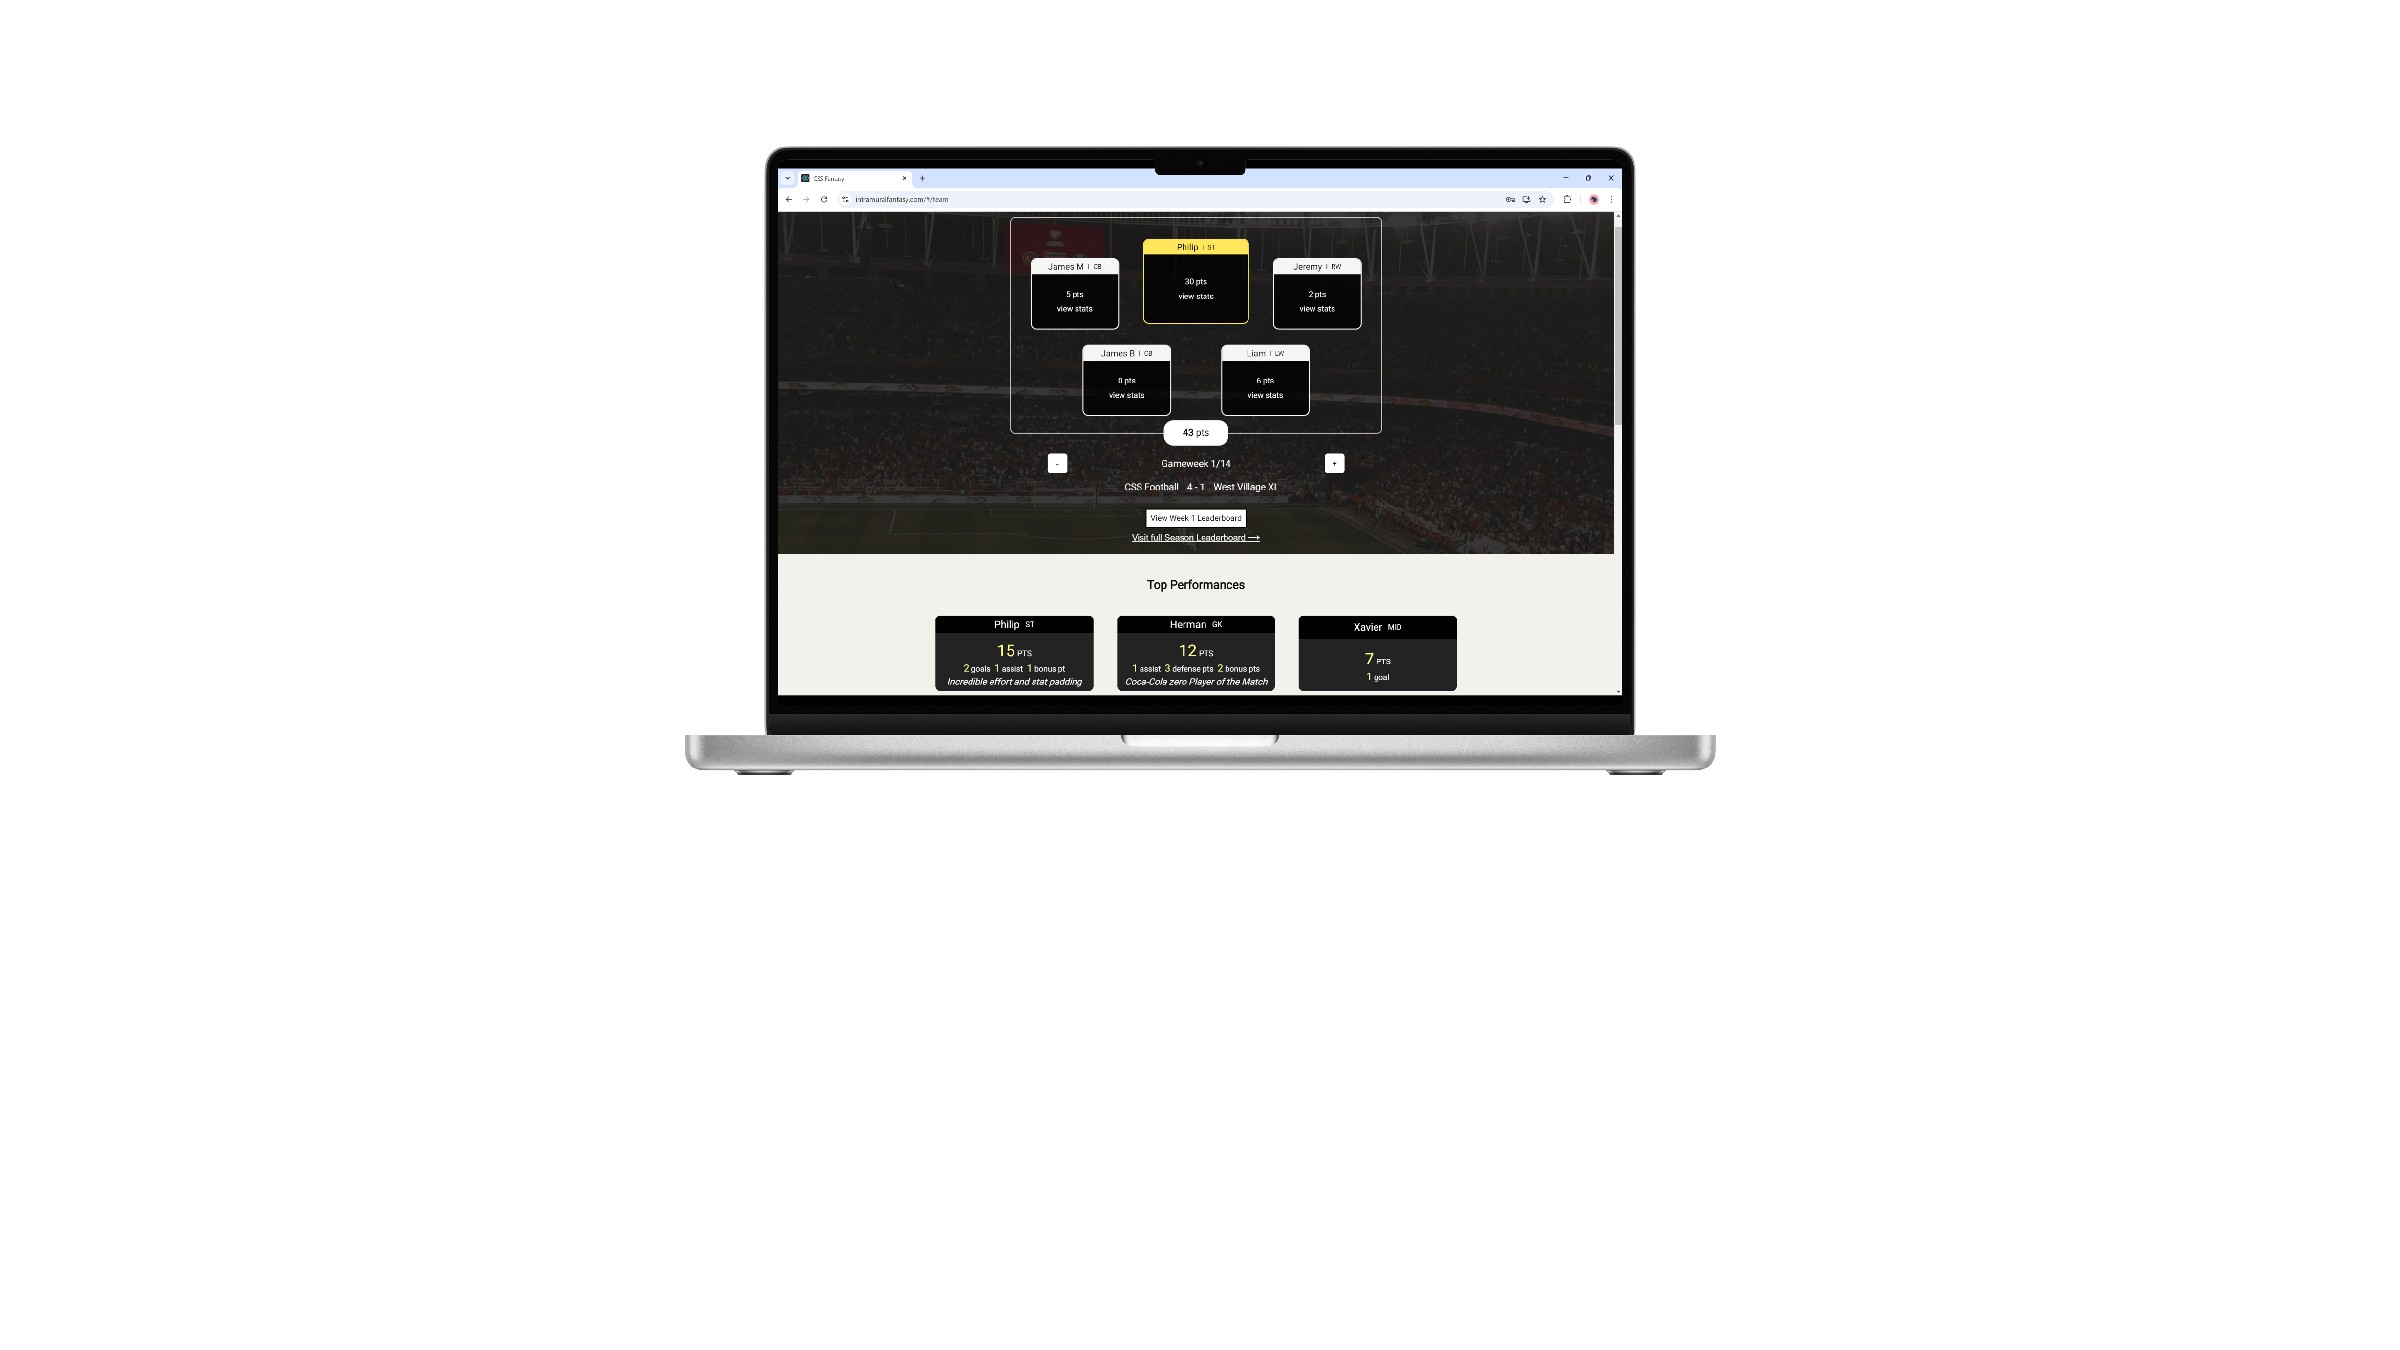 CSS Fantasy
intramuralfantasy.com/#/team
Philip | ST
30 pts
view stats
James M | CB
5 pts
view stats
Jeremy | RW
2 pts
view stats
James B | CB
0 pts
view stats
Liam | LW
6 pts
view stats
43 pts
- Gameweek 1/14 +
CSS Football 4 - 1 West Village XI
View Week 1 Leaderboard
Visit full Season Leaderboard ⟶
Top Performances
Philip ST
15 PTS
2 goals 1 assist 1 bonus pt
Incredible effort and stat padding
Herman GK
12 PTS
1 assist 3 defense pts 2 bonus pts
Coca-Cola zero Player of the Match
Xavier MID
7 PTS
1 goal